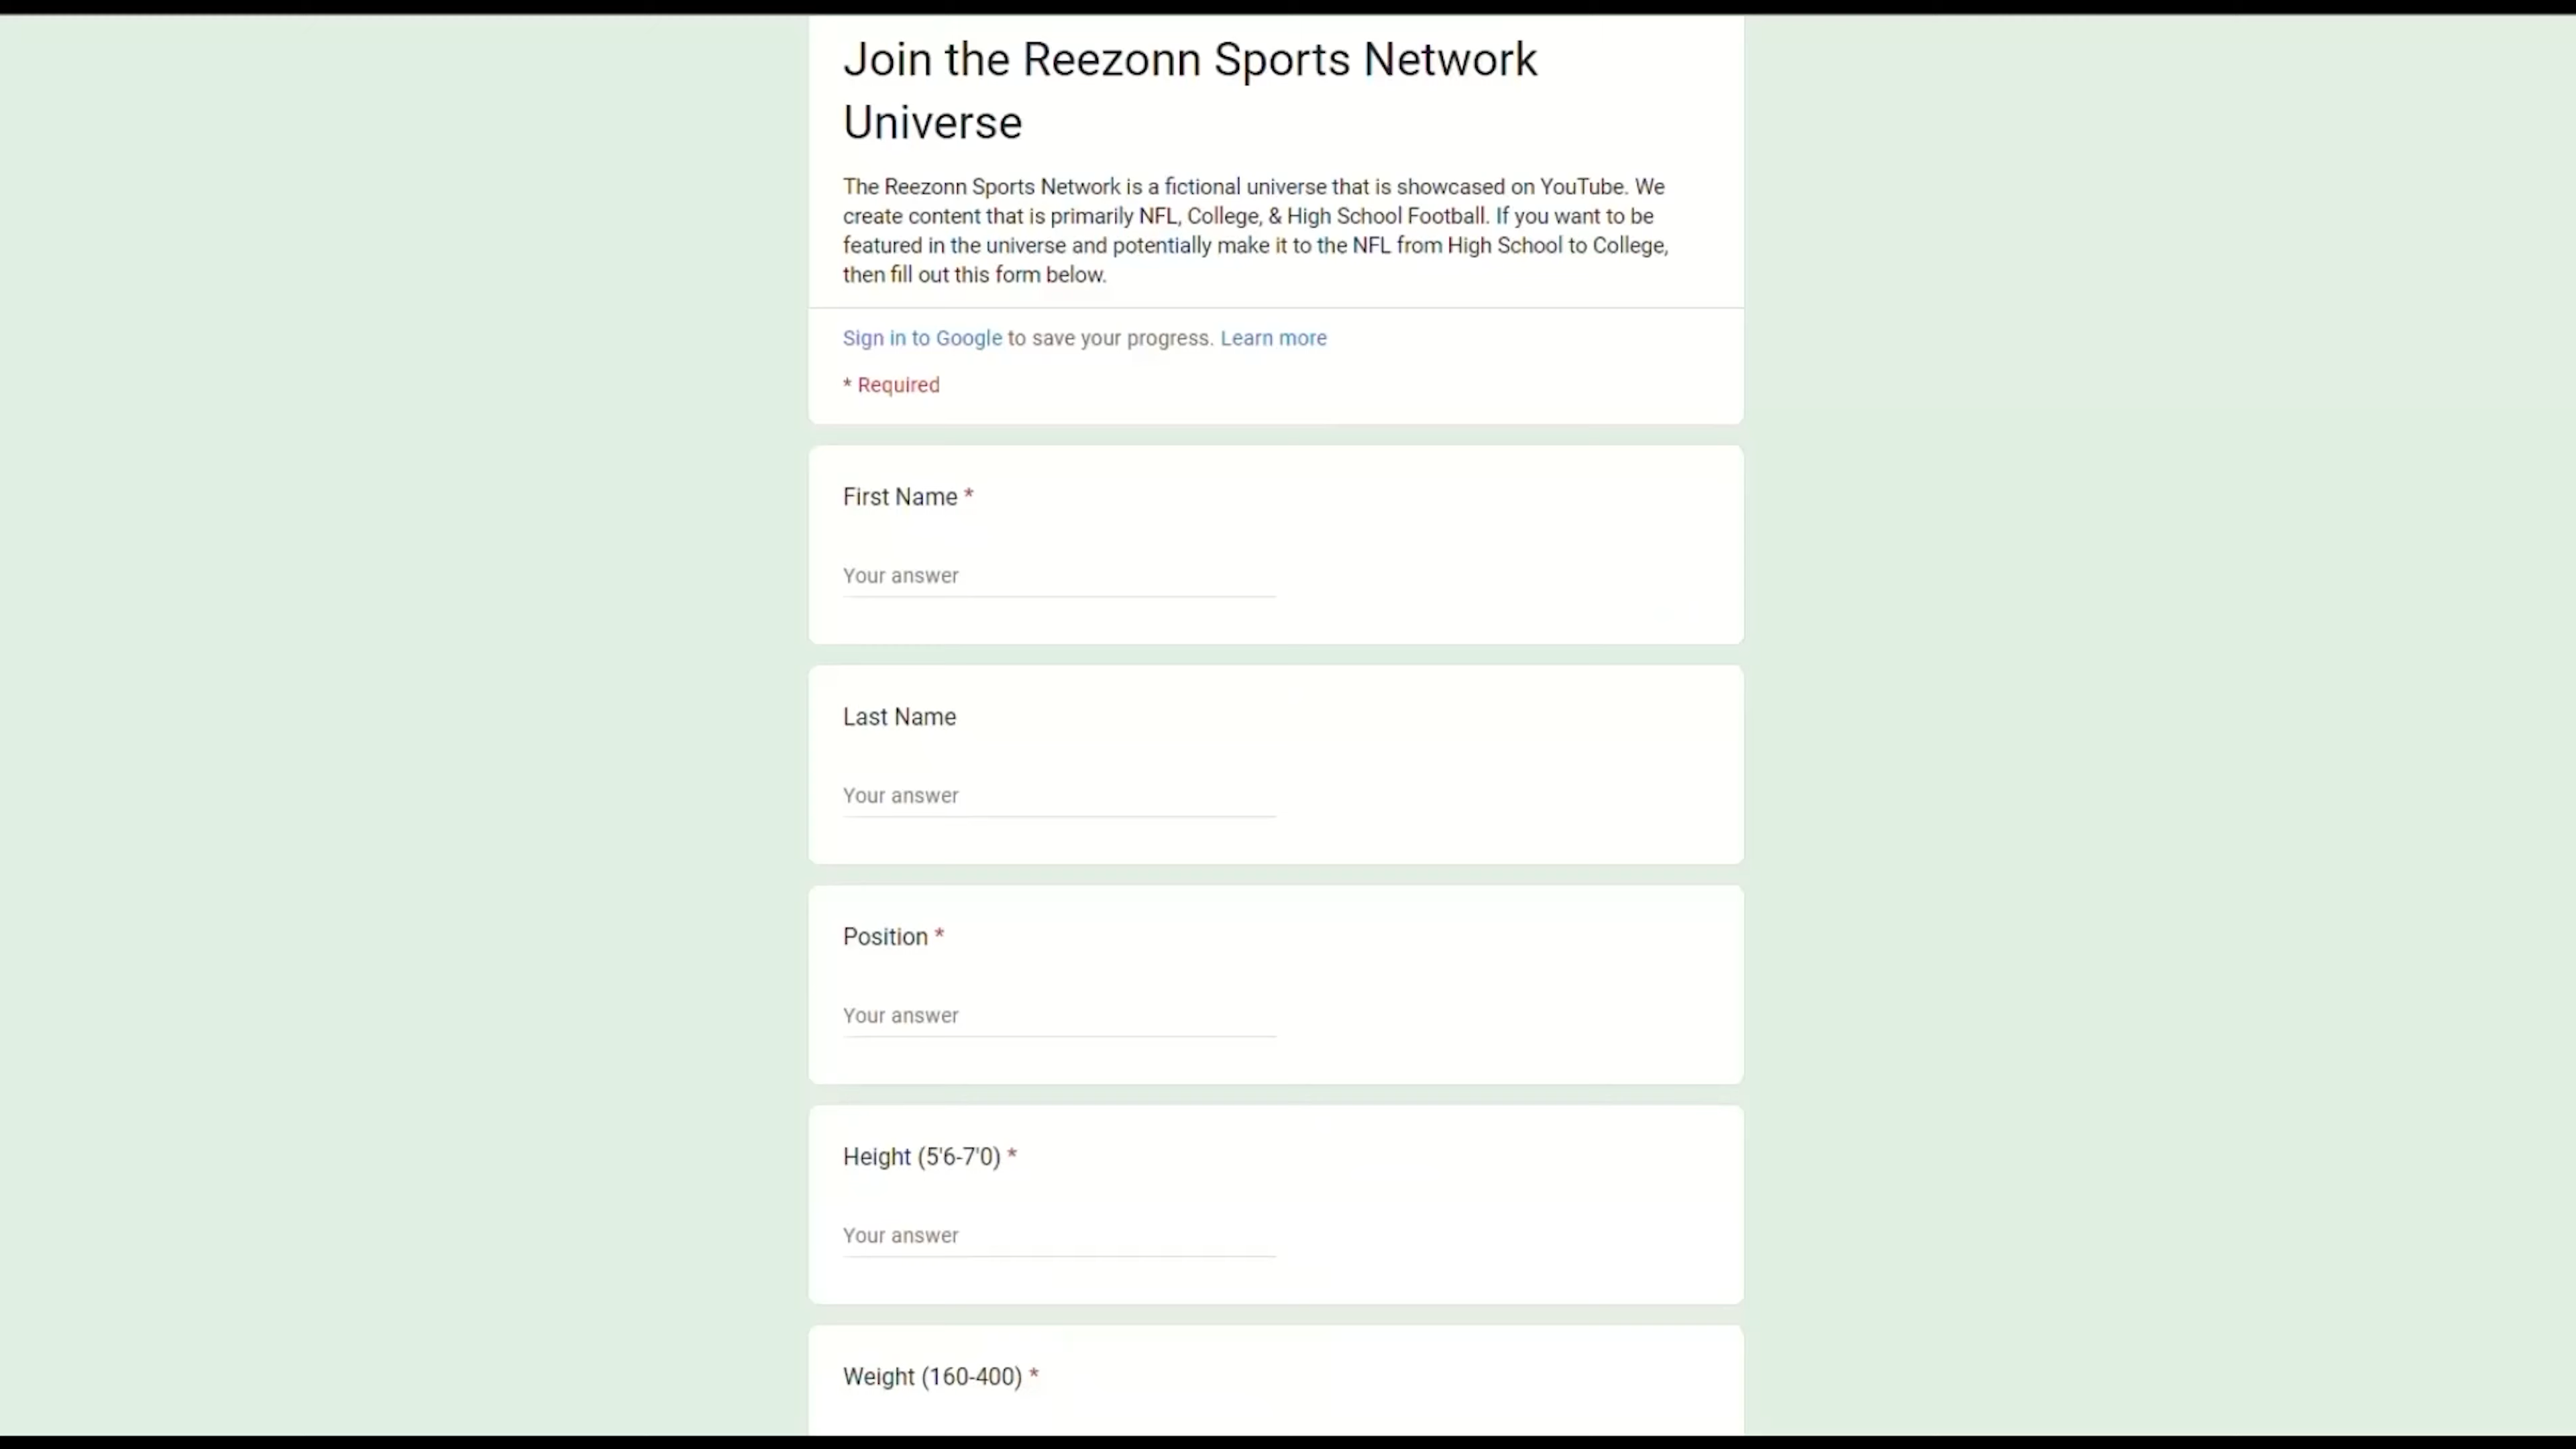 Join the Reezonn Sports Network
Universe
The Reezonn Sports Network is a fictional universe that is showcased on YouTube. We
create content that is primarily NFL, College, & High School Football. If you want to be
featured in the universe and potentially make it to the NFL from High School to College,
then fill out this form below.
Sign in to Google to save your progress. Learn more
* Required
First Name *
Your answer
Last Name
Your answer
Position *
Your answer
Height (5'6-7'0) *
Your answer
Weight (160-400) *